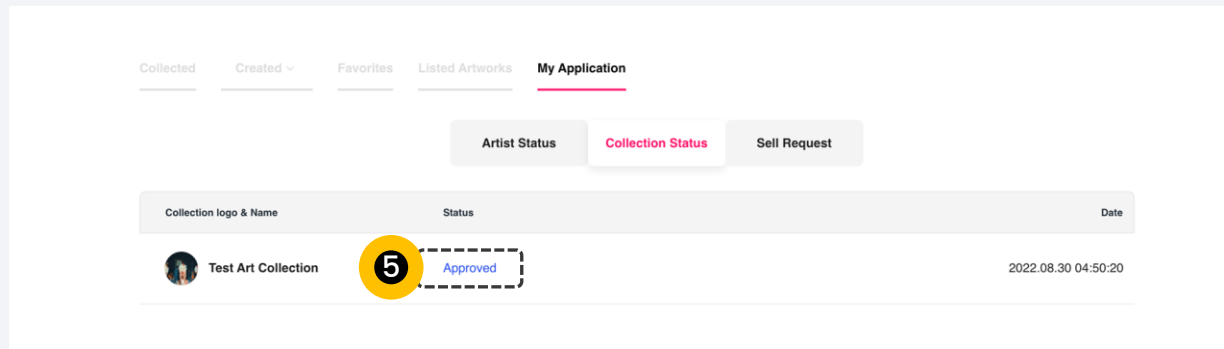 Collected Created Favorites Listed Artworks My Application
Artist Status Collection Status Sell Request
Collection logo & Name Status Date
Test Art Collection 5 Approved 2022.08.30 04:50:20